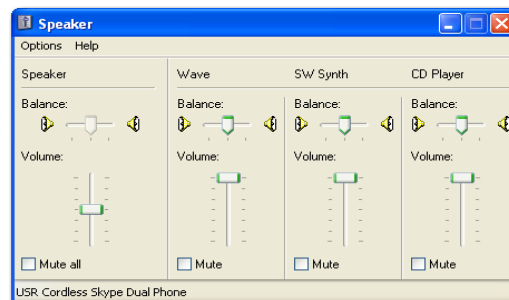 Speaker
Options Help
Speaker Wave SW Synth CD Player
Balance: Balance: Balance: Balance:
Volume: Volume: Volume: Volume:
Mute all Mute Mute Mute
USR Cordless Skype Dual Phone